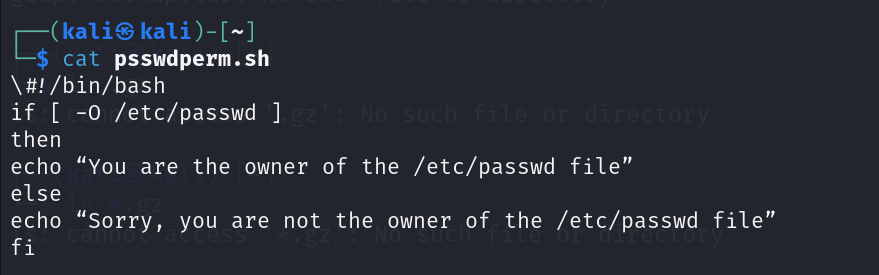 ┌──(kali㉿kali)-[~]
└─$ cat psswdperm.sh
\#!/bin/bash
if [ -O /etc/passwd ]
then
echo “You are the owner of the /etc/passwd file”
else
echo “Sorry, you are not the owner of the /etc/passwd file”
fi